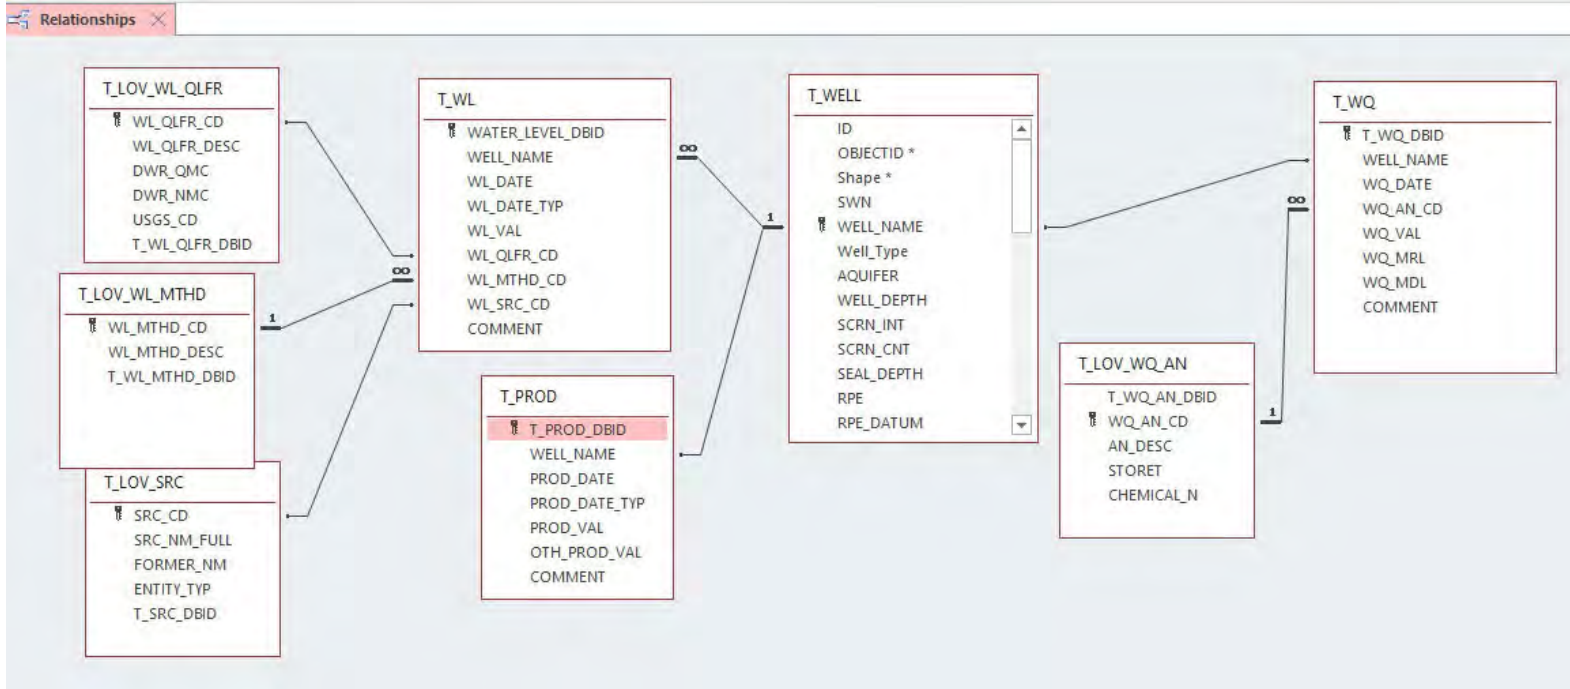 Relationships
T_LOV_WL_QLFR
WL_QLFR_CD
WL_QLFR_DESC
DWR_QMC
DWR_NMC
USGS_CD
T_WL_QLFR_DBID
T_LOV_WL_MTHD
WL_MTHD_CD
WL_MTHD_DESC
T_WL_MTHD_DBID
T_LOV_SRC
SRC_CD
SRC_NM_FULL
FORMER_NM
ENTITY_TYP
T_SRC_DBID
1
∞
T_WL
WATER_LEVEL_DBID
WELL_NAME
WL_DATE
WL_DATE_TYP
WL_VAL
WL_QLFR_CD
WL_MTHD_CD
WL_SRC_CD
COMMENT
∞
1
T_PROD
T_PROD_DBID
WELL_NAME
PROD_DATE
PROD_DATE_TYP
PROD_VAL
OTH_PROD_VAL
COMMENT
T_WELL
ID
OBJECTID *
Shape *
SWN
WELL_NAME
Well_Type
AQUIFER
WELL_DEPTH
SCRN_INT
SCRN_CNT
SEAL_DEPTH
RPE
RPE_DATUM
T_LOV_WQ_AN
T_WQ_AN_DBID
WQ_AN_CD
AN_DESC
STORET
CHEMICAL_N
1
∞
T_WQ
T_WQ_DBID
WELL_NAME
WQ_DATE
WQ_AN_CD
WQ_VAL
WQ_MRL
WQ_MDL
COMMENT